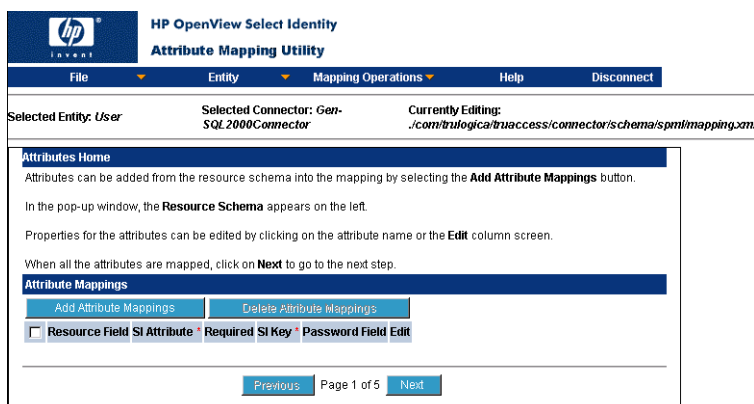 hp
invent
HP OpenView Select Identity
Attribute Mapping Utility
File Entity Mapping Operations Help Disconnect
Selected Entity: User
Selected Connector: Gen-
SQL2000Connector
Currently Editing:
./com/trulogica/truaccess/connector/schema/spml/mapping.xml
Attributes Home
Attributes can be added from the resource schema into the mapping by selecting the Add Attribute Mappings button.
In the pop-up window, the Resource Schema appears on the left.
Properties for the attributes can be edited by clicking on the attribute name or the Edit column screen.
When all the attributes are mapped, click on Next to go to the next step.
Attribute Mappings
Add Attribute Mappings Delete Attribute Mappings
Resource Field SI Attribute * Required SI Key * Password Field Edit
Previous Page 1 of 5 Next